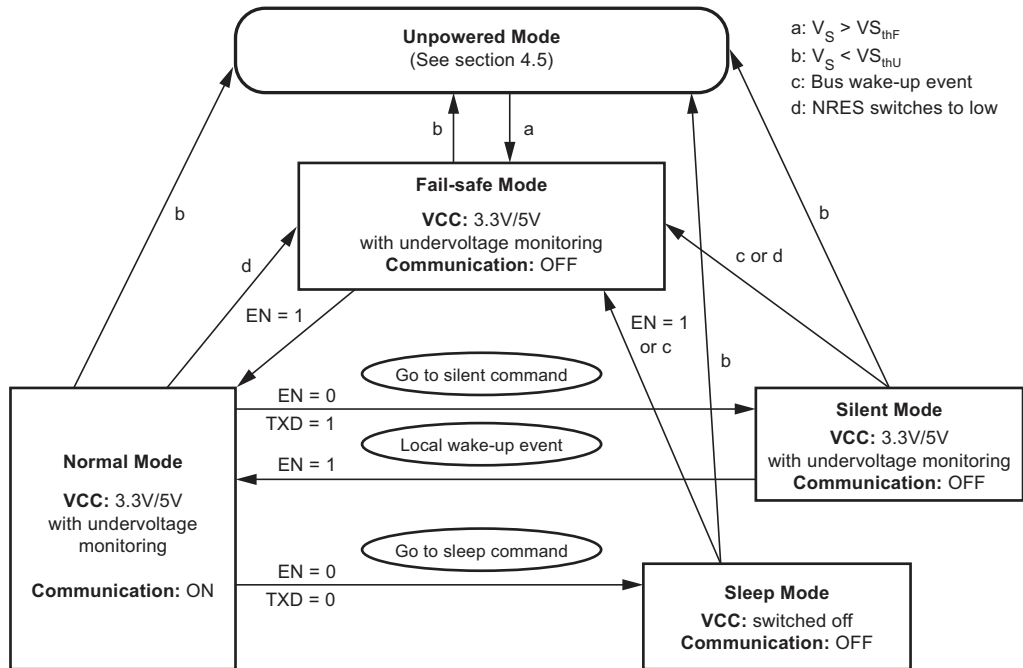 Unpowered Mode
(See section 4.5)
a: V_S > VS_thF
b: V_S < VS_thU
c: Bus wake-up event
d: NRES switches to low
b
a
Fail-safe Mode
VCC: 3.3V/5V
with undervoltage monitoring
Communication: OFF
b
b
d
c or d
EN = 1
EN = 1
or c
b
Go to silent command
EN = 0
TXD = 1
Local wake-up event
EN = 1
Silent Mode
VCC: 3.3V/5V
with undervoltage monitoring
Communication: OFF
Normal Mode
VCC: 3.3V/5V
with undervoltage
monitoring
Communication: ON
Go to sleep command
EN = 0
TXD = 0
Sleep Mode
VCC: switched off
Communication: OFF